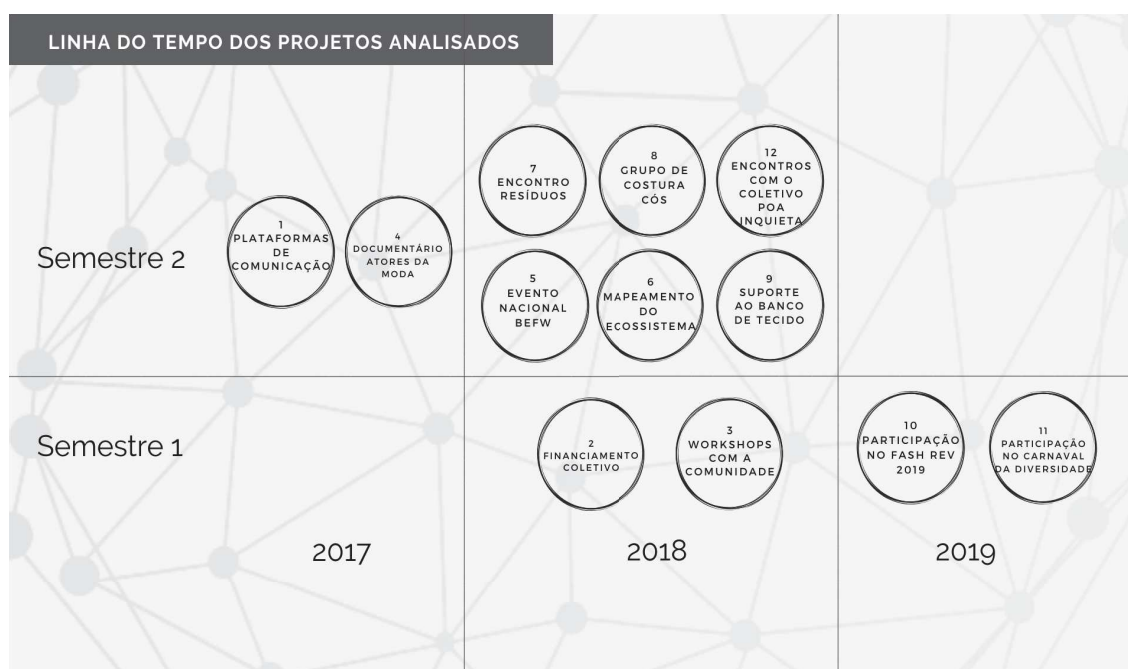 LINHA DO TEMPO DOS PROJETOS ANALISADOS
Semestre 2
1
PLATAFORMAS
DE
COMUNICAÇÃO
4
DOCUMENTÁRIO
ATORES DA
MODA
7
ENCONTRO
RESÍDUOS
8
GRUPO DE
COSTURA
CÓS
12
ENCONTROS
COM O
COLETIVO
POA
INQUIETA
5
EVENTO
NACIONAL
BEFW
6
MAPEAMENTO
DO
ECOSSISTEMA
9
SUPORTE
AO BANCO
DE TECIDO
Semestre 1
2
FINANCIAMENTO
COLETIVO
3
WORKSHOPS
COM A
COMUNIDADE
10
PARTICIPAÇÃO
NO FASH REV
2019
11
PARTICIPAÇÃO
NO CARNAVAL
DA DIVERSIDADE
2017
2018
2019